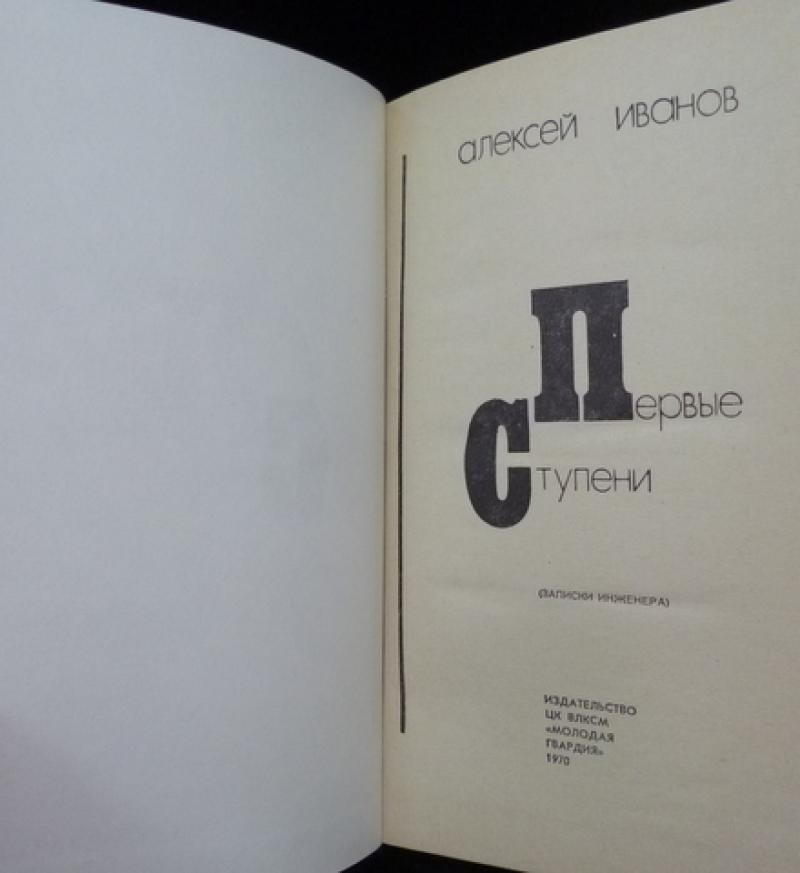 алексей иванов
Первые
Ступени
(ЗАПИСКИ ИНЖЕНЕРА)
ИЗДАТЕЛЬСТВО
ЦК ВЛКСМ
«МОЛОДАЯ
ГВАРДИЯ»
1970